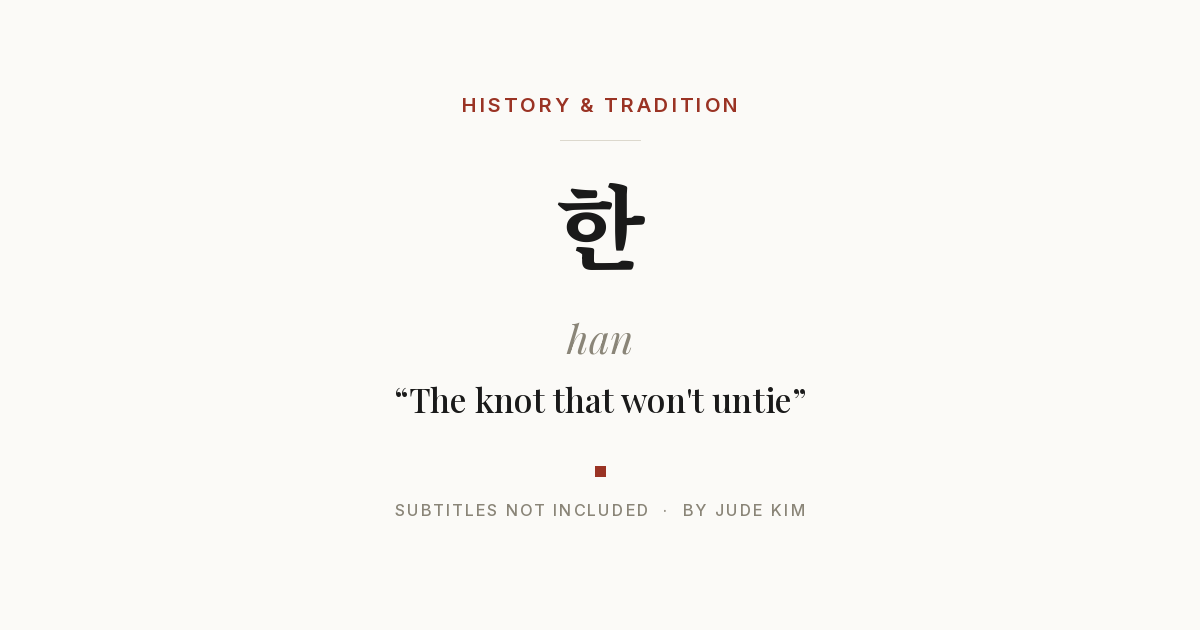 HISTORY & TRADITION
한
han
“The knot that won't untie”
SUBTITLES NOT INCLUDED · BY JUDE KIM